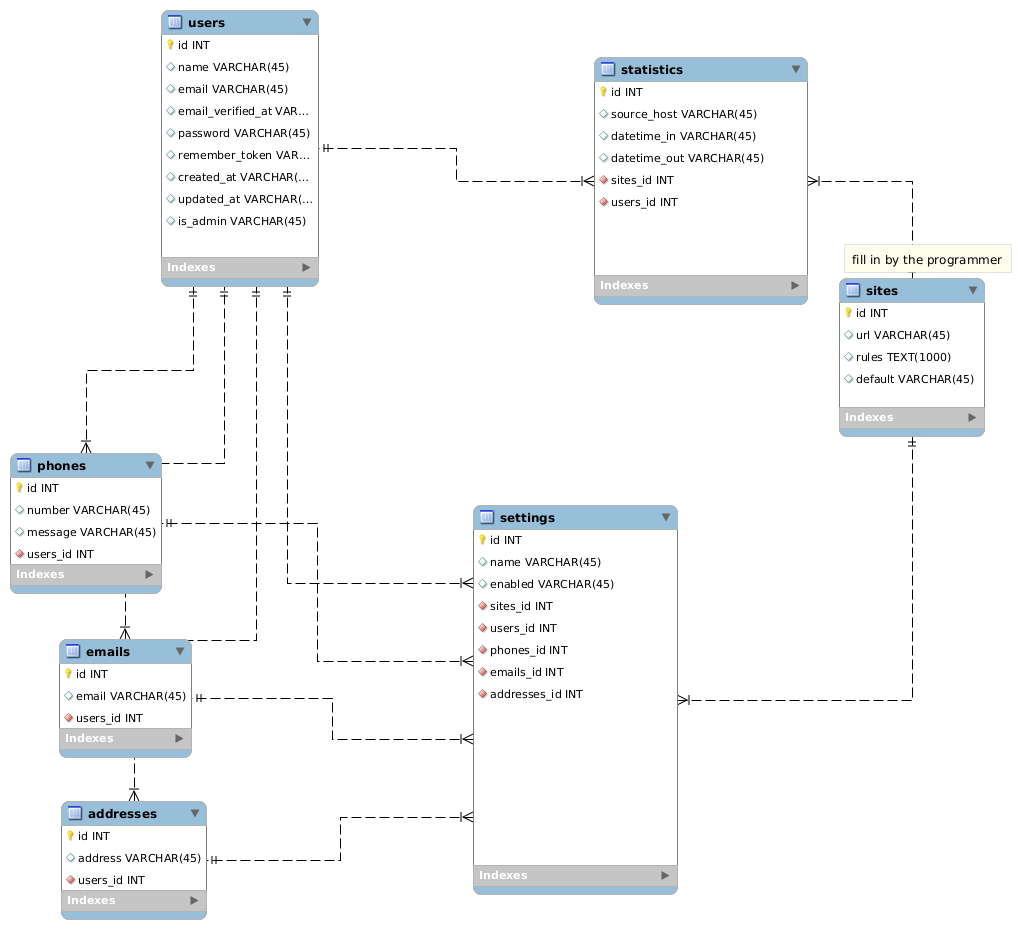 users
id INT
name VARCHAR(45)
email VARCHAR(45)
email_verified_at VAR...
password VARCHAR(45)
remember_token VAR...
created_at VARCHAR(...
updated_at VARCHAR(...
is_admin VARCHAR(45)
Indexes
statistics
id INT
source_host VARCHAR(45)
datetime_in VARCHAR(45)
datetime_out VARCHAR(45)
sites_id INT
users_id INT
Indexes
fill in by the programmer
sites
id INT
url VARCHAR(45)
rules TEXT(1000)
default VARCHAR(45)
Indexes
phones
id INT
number VARCHAR(45)
message VARCHAR(45)
users_id INT
Indexes
settings
id INT
name VARCHAR(45)
enabled VARCHAR(45)
sites_id INT
users_id INT
phones_id INT
emails_id INT
addresses_id INT
Indexes
emails
id INT
email VARCHAR(45)
users_id INT
Indexes
addresses
id INT
address VARCHAR(45)
users_id INT
Indexes